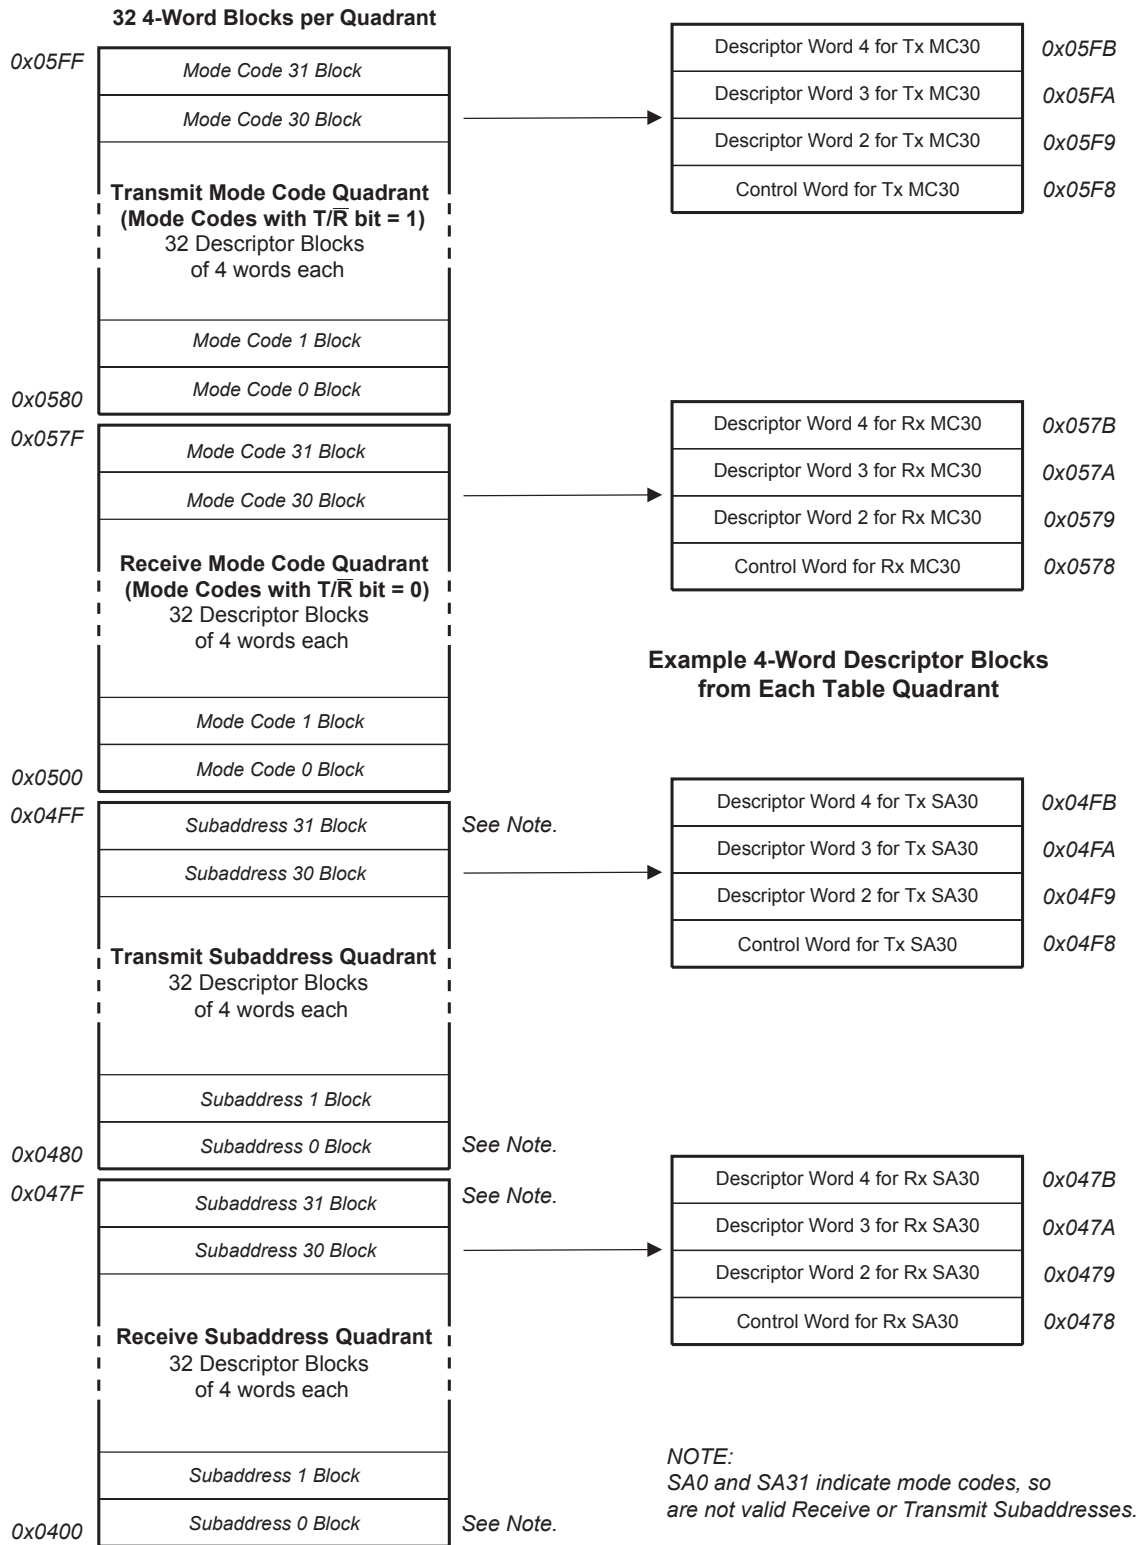 32 4-Word Blocks per Quadrant
0x05FF
Mode Code 31 Block
Mode Code 30 Block
Transmit Mode Code Quadrant
(Mode Codes with T/R̅ bit = 1)
32 Descriptor Blocks
of 4 words each
Mode Code 1 Block
Mode Code 0 Block
0x0580
Descriptor Word 4 for Tx MC30 0x05FB
Descriptor Word 3 for Tx MC30 0x05FA
Descriptor Word 2 for Tx MC30 0x05F9
Control Word for Tx MC30 0x05F8
0x057F
Mode Code 31 Block
Mode Code 30 Block
Receive Mode Code Quadrant
(Mode Codes with T/R̅ bit = 0)
32 Descriptor Blocks
of 4 words each
Mode Code 1 Block
Mode Code 0 Block
0x0500
Descriptor Word 4 for Rx MC30 0x057B
Descriptor Word 3 for Rx MC30 0x057A
Descriptor Word 2 for Rx MC30 0x0579
Control Word for Rx MC30 0x0578
Example 4-Word Descriptor Blocks
from Each Table Quadrant
0x04FF
Subaddress 31 Block See Note.
Subaddress 30 Block
Transmit Subaddress Quadrant
32 Descriptor Blocks
of 4 words each
Subaddress 1 Block
Subaddress 0 Block See Note.
0x0480
Descriptor Word 4 for Tx SA30 0x04FB
Descriptor Word 3 for Tx SA30 0x04FA
Descriptor Word 2 for Tx SA30 0x04F9
Control Word for Tx SA30 0x04F8
0x047F
Subaddress 31 Block See Note.
Subaddress 30 Block
Receive Subaddress Quadrant
32 Descriptor Blocks
of 4 words each
Subaddress 1 Block
Subaddress 0 Block See Note.
0x0400
Descriptor Word 4 for Rx SA30 0x047B
Descriptor Word 3 for Rx SA30 0x047A
Descriptor Word 2 for Rx SA30 0x0479
Control Word for Rx SA30 0x0478
NOTE:
SA0 and SA31 indicate mode codes, so
are not valid Receive or Transmit Subaddresses.